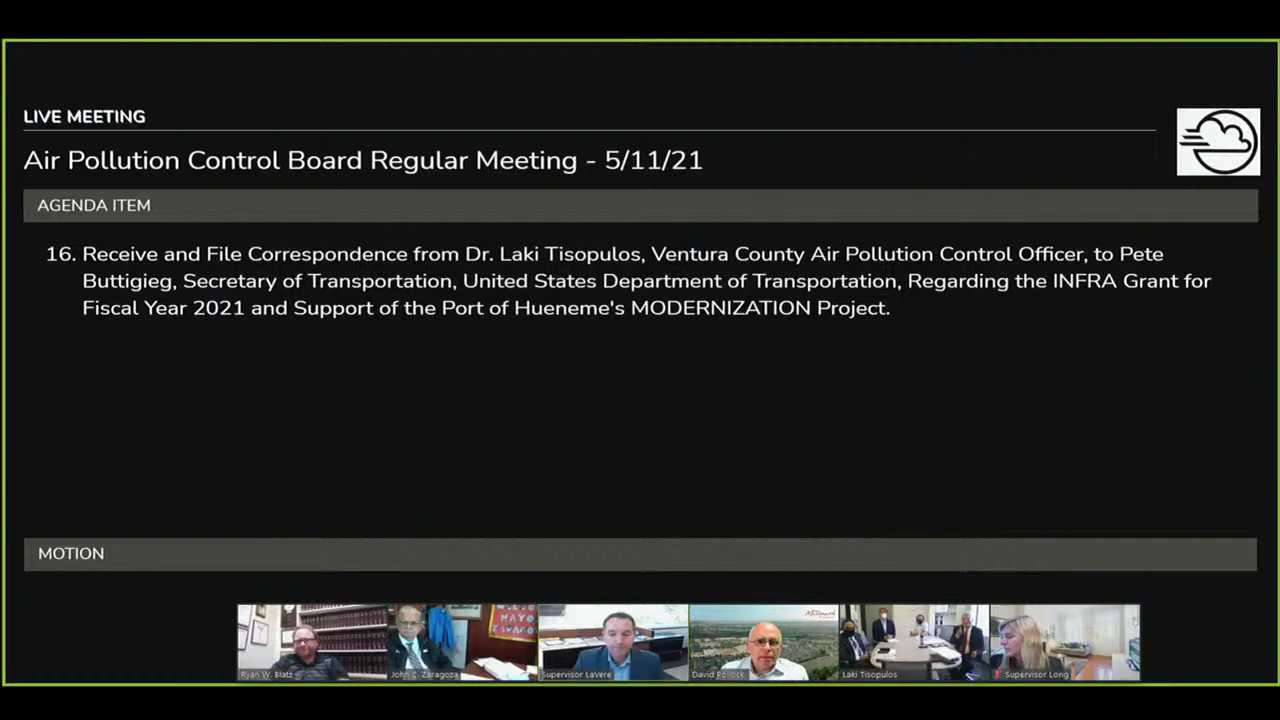 LIVE MEETING
Air Pollution Control Board Regular Meeting - 5/11/21
AGENDA ITEM
16. Receive and File Correspondence from Dr. Laki Tisopulos, Ventura County Air Pollution Control Officer, to Pete
Buttigieg, Secretary of Transportation, United States Department of Transportation, Regarding the INFRA Grant for
Fiscal Year 2021 and Support of the Port of Hueneme's MODERNIZATION Project.
MOTION
Ryan W. Blatz
John C. Zaragoza
Supervisor LaVere
David Pollock
Laki Tisopulos
Supervisor Long